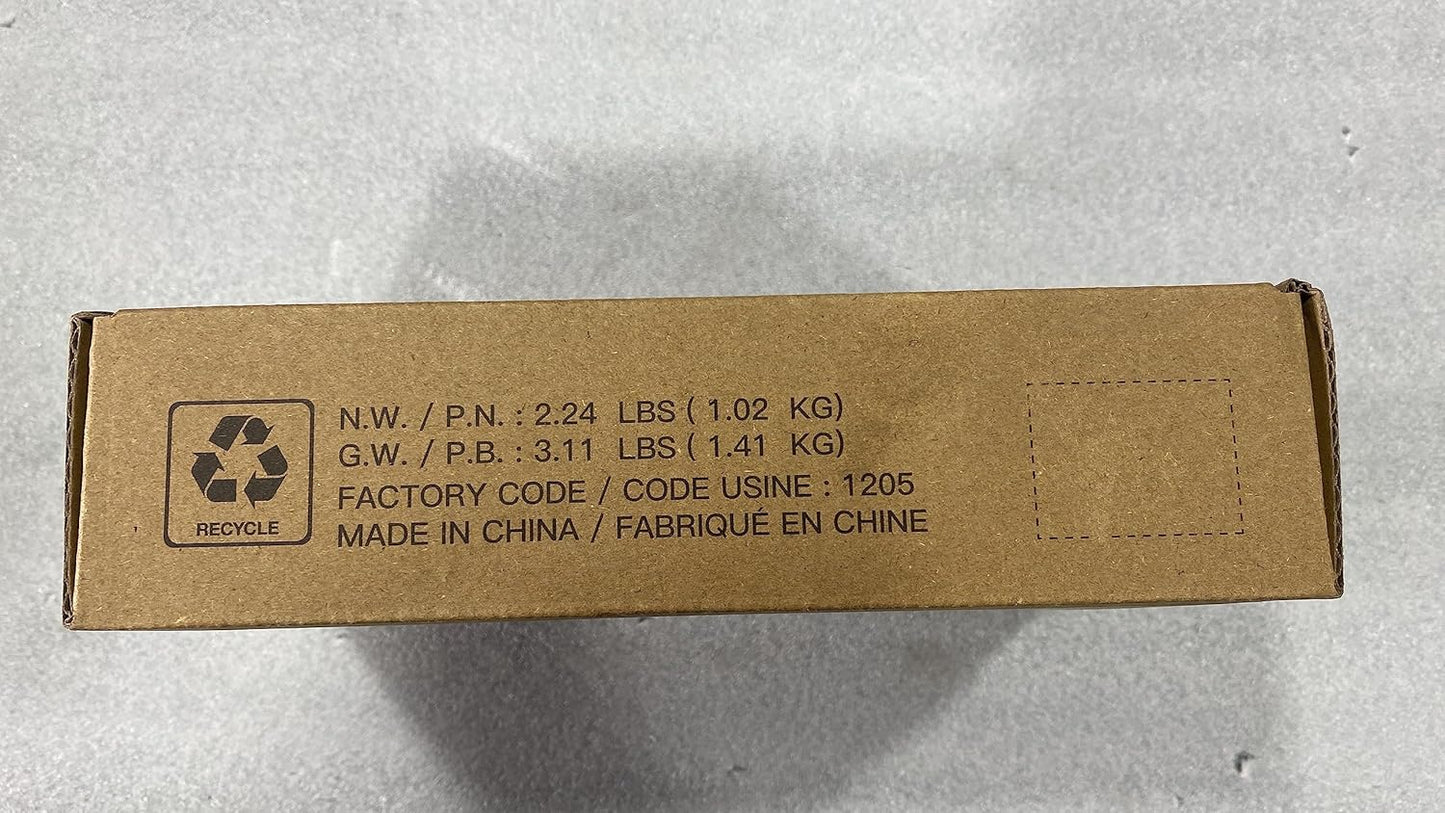 RECYCLE
N.W. / P.N. : 2.24 LBS ( 1.02 KG)
G.W. / P.B. : 3.11 LBS ( 1.41 KG)
FACTORY CODE / CODE USINE : 1205
MADE IN CHINA / FABRIQUÉ EN CHINE